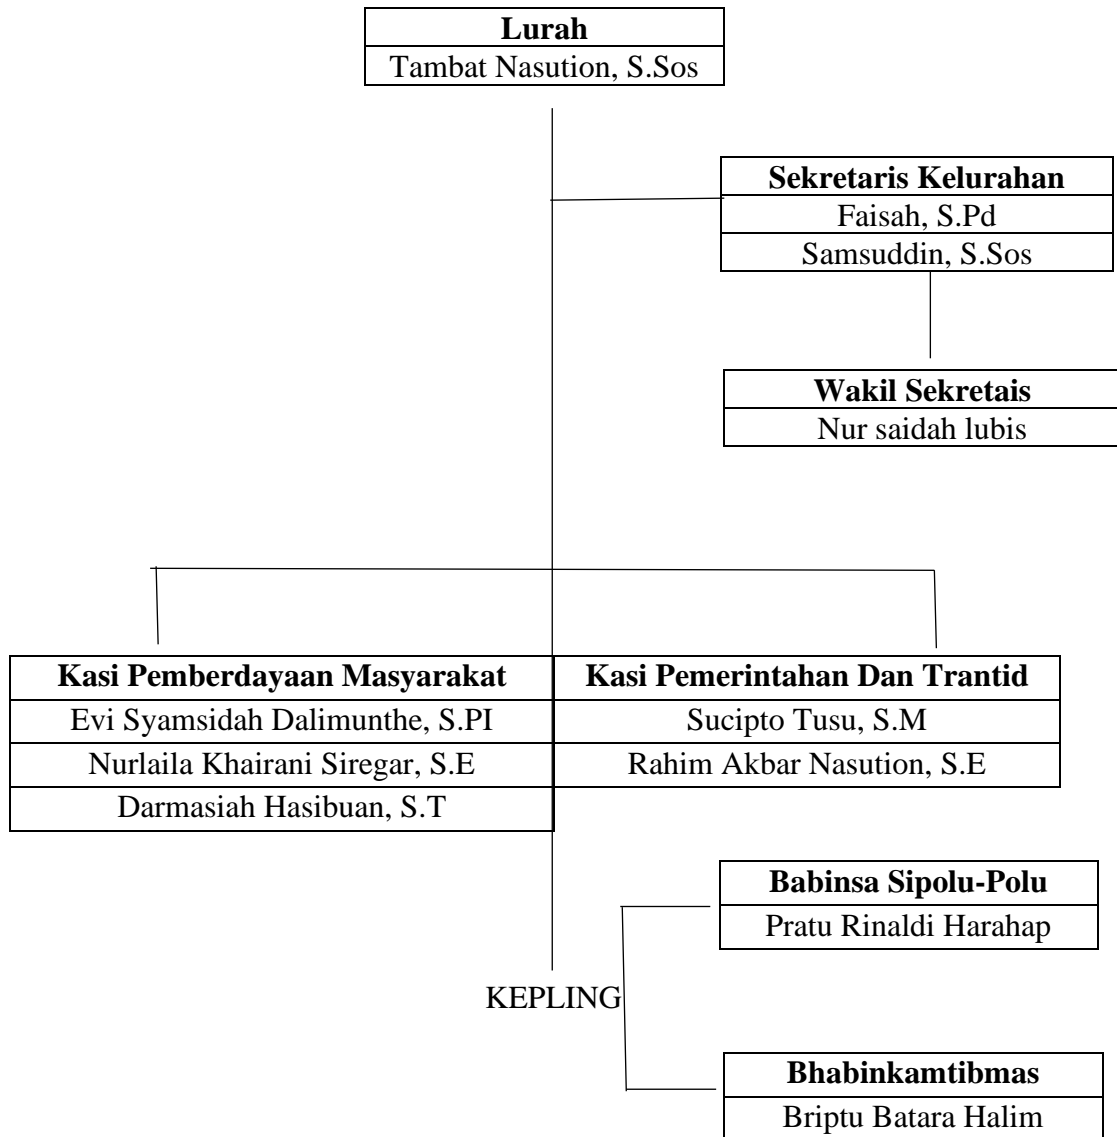 Lurah
Tambat Nasution, S.Sos
Sekretaris Kelurahan
Faisah, S.Pd
Samsuddin, S.Sos
Wakil Sekretais
Nur saidah lubis
Kasi Pemberdayaan Masyarakat
Evi Syamsidah Dalimunthe, S.PI
Nurlaila Khairani Siregar, S.E
Darmasiah Hasibuan, S.T
Kasi Pemerintahan Dan Trantid
Sucipto Tusu, S.M
Rahim Akbar Nasution, S.E
Babinsa Sipolu-Polu
Pratu Rinaldi Harahap
KEPLING
Bhabinkamtibmas
Briptu Batara Halim